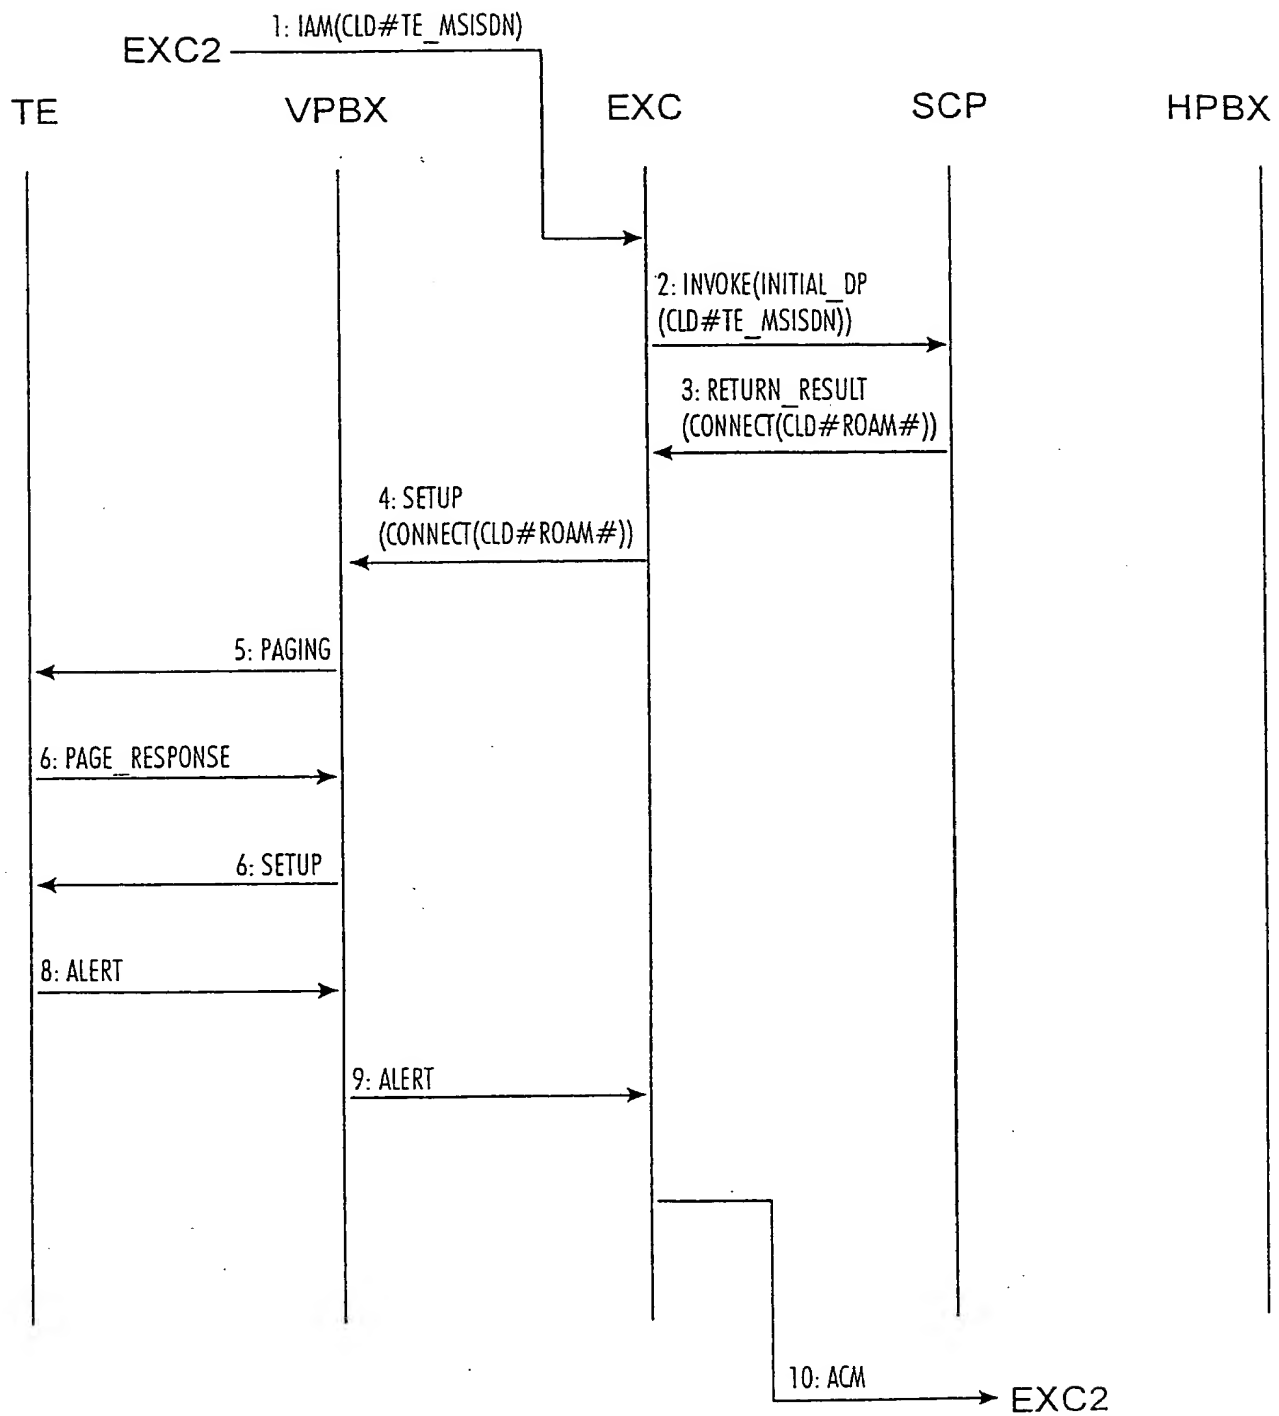 1: IAM(CLD#TE_MSISDN)
EXC2
TE VPBX EXC SCP HPBX
2: INVOKE(INITIAL_DP
(CLD#TE_MSISDN))
3: RETURN_RESULT
(CONNECT(CLD#ROAM#))
4: SETUP
(CONNECT(CLD#ROAM#))
5: PAGING
6: PAGE_RESPONSE
6: SETUP
8: ALERT
9: ALERT
10: ACM
EXC2